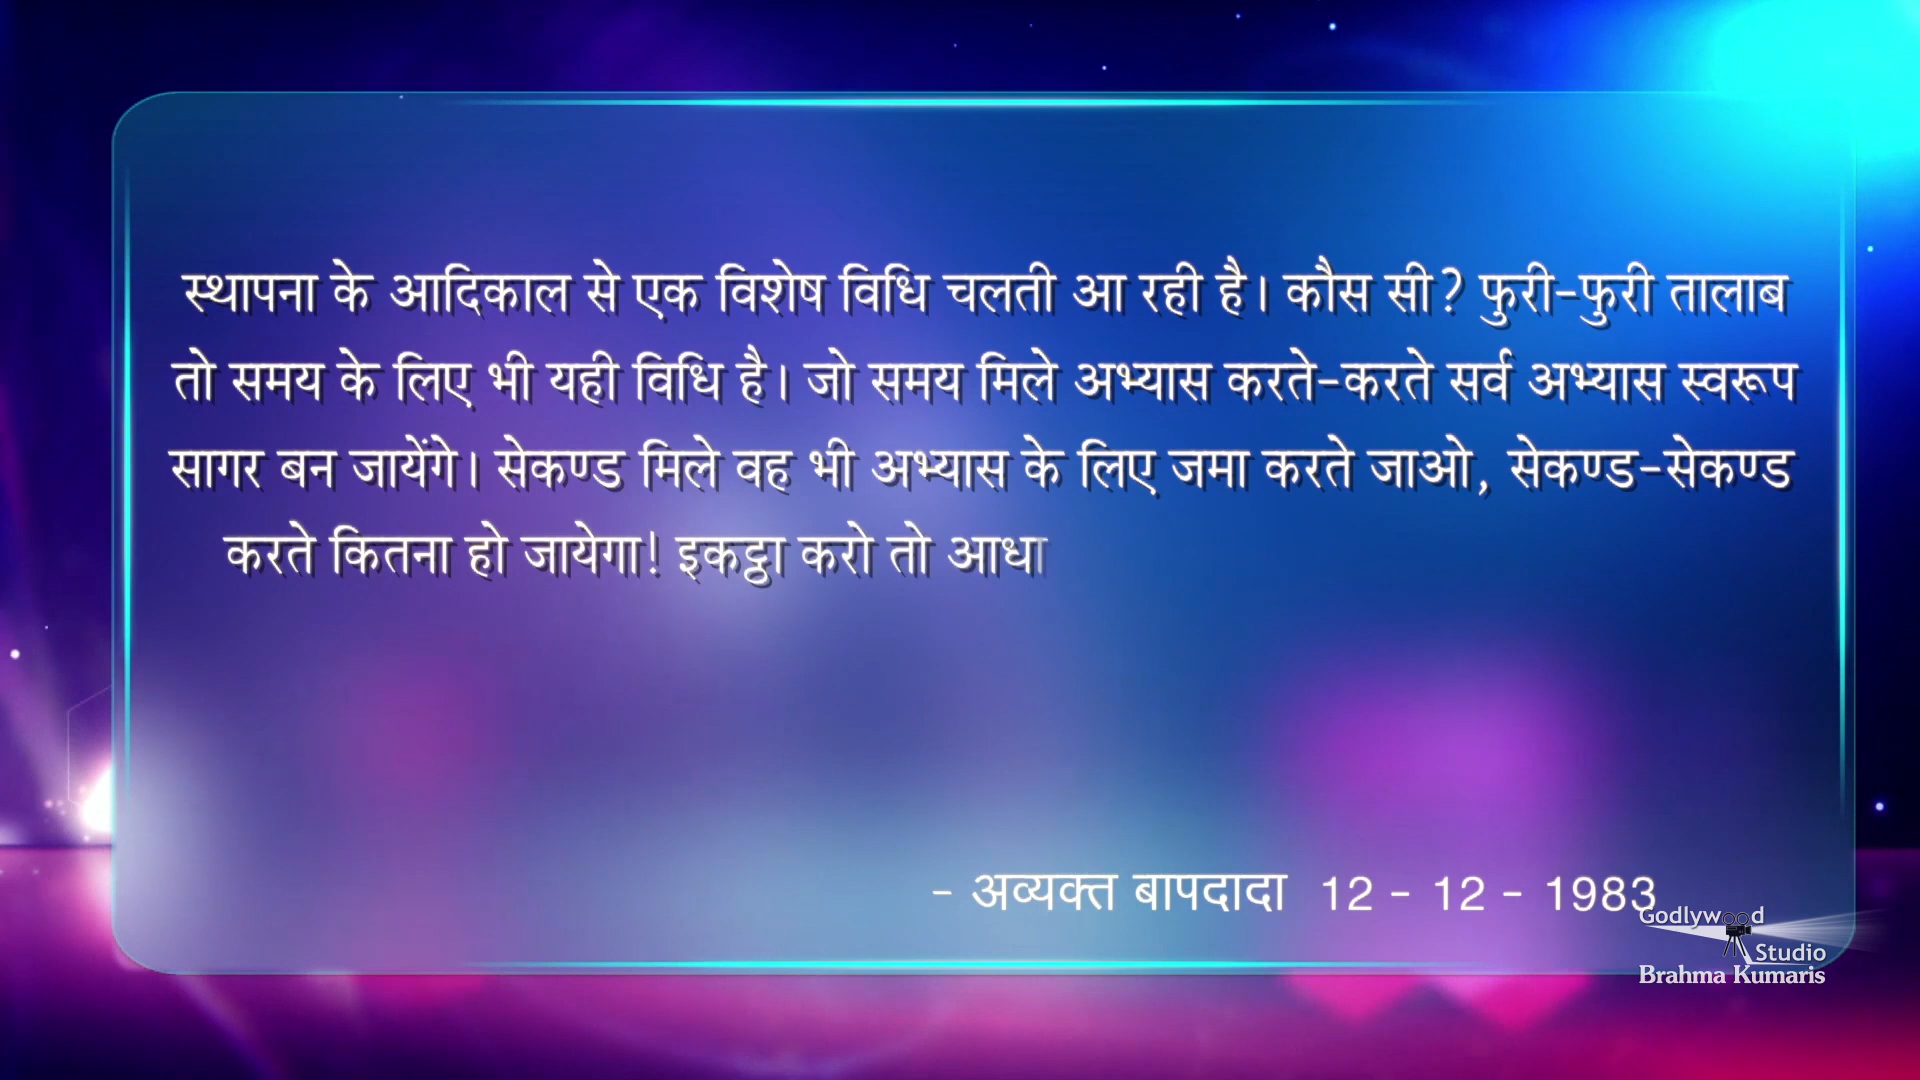 स्थापना के आदिकाल से एक विशेष विधि चलती आ रही है। कौस सी? फुरी-फुरी तालाब
तो समय के लिए भी यही विधि है। जो समय मिले अभ्यास करते-करते सर्व अभ्यास स्वरूप
सागर बन जायेंगे। सेकण्ड मिले वह भी अभ्यास के लिए जमा करते जाओ, सेकण्ड-सेकण्ड
करते कितना हो जायेगा! इकट्ठा करो तो आधा
- अव्यक्त बापदादा 12 - 12 - 1983
Godlywood
Studio
Brahma Kumaris